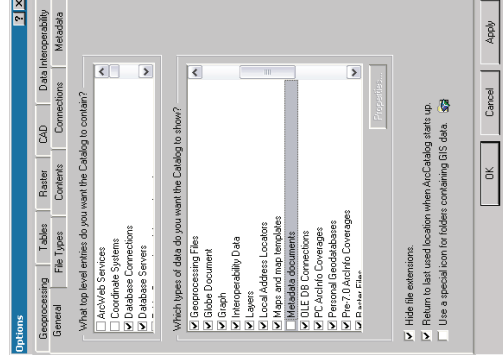 Options
Geoprocessing Tables Raster CAD Data Interoperability
General File Types Contents Connections Metadata
What top level entries do you want the Catalog to contain?
ArcWeb Services
Coordinate Systems
Database Connections
Database Servers
Which types of data do you want the Catalog to show?
Geoprocessing Files
Globe Document
Graph
Interoperability Data
Layers
Local Address Locators
Maps and map templates
Metadata documents
OLE DB Connections
PC ArcInfo Coverages
Personal Geodatabases
Pre-7.0 ArcInfo Coverages
Raster Files
Properties...
Hide file extensions.
Return to last used location when ArcCatalog starts up.
Use a special icon for folders containing GIS data.
OK Cancel Apply